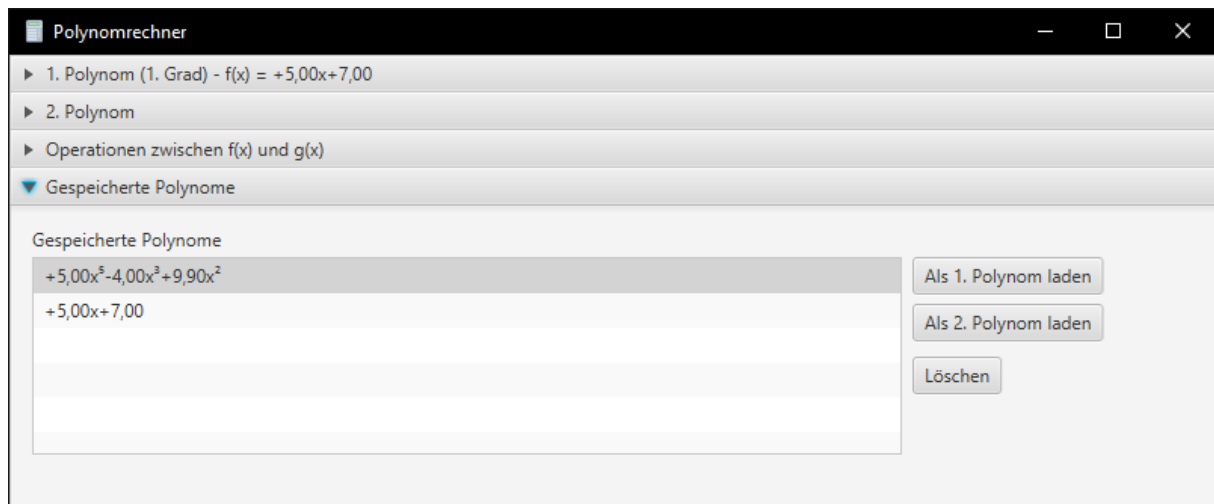 Polynomrechner
1. Polynom (1. Grad) - f(x) = +5,00x+7,00
2. Polynom
Operationen zwischen f(x) und g(x)
Gespeicherte Polynome
Gespeicherte Polynome
+5,00x⁵-4,00x³+9,90x²
Als 1. Polynom laden
+5,00x+7,00
Als 2. Polynom laden
Löschen